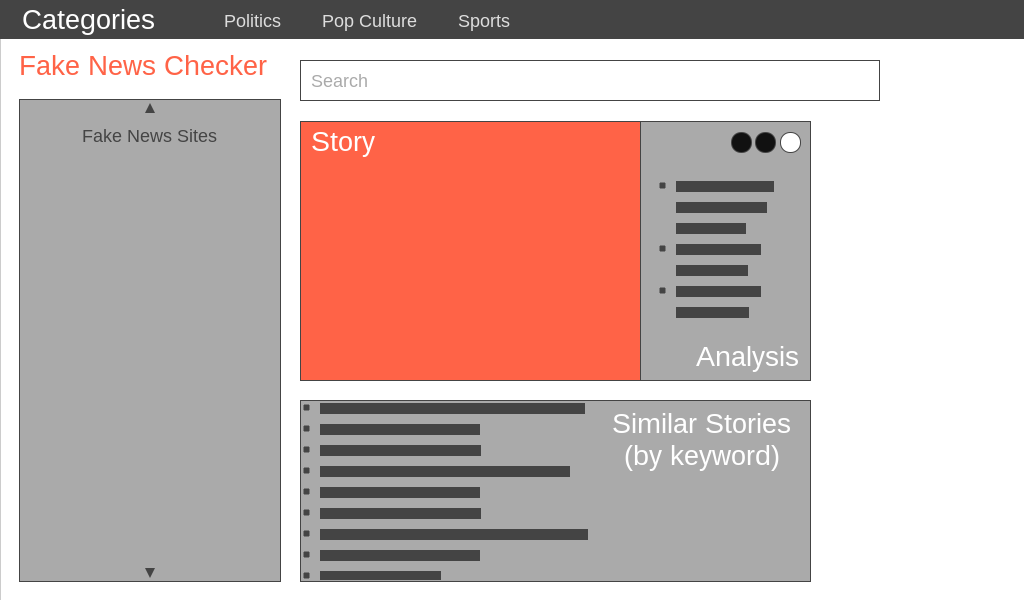 Categories
Politics
Pop Culture
Sports
Fake News Checker
Search
Fake News Sites
Story
Analysis
Similar Stories
(by keyword)